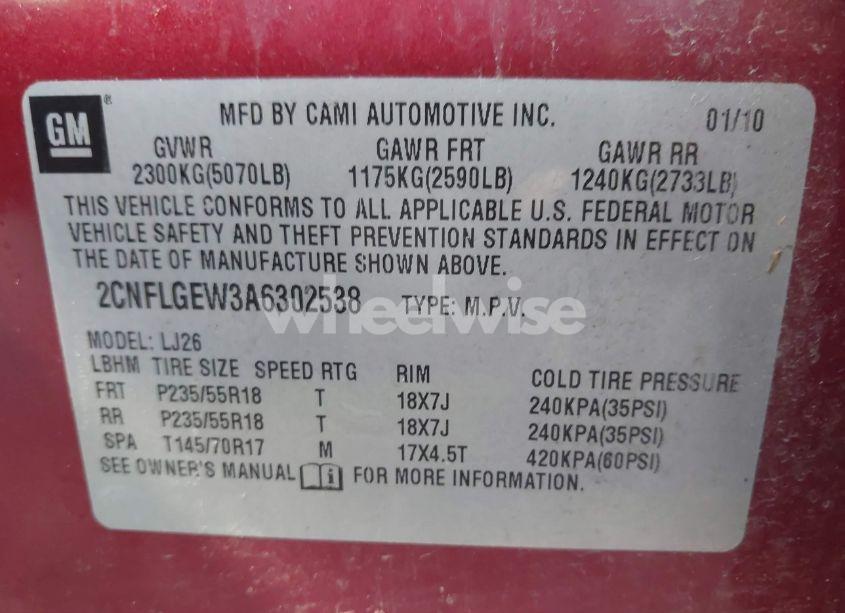 GM®
MFD BY CAMI AUTOMOTIVE INC. 01/10
GVWR GAWR FRT GAWR RR
2300KG(5070LB) 1175KG(2590LB) 1240KG(2733LB)
THIS VEHICLE CONFORMS TO ALL APPLICABLE U.S. FEDERAL MOTOR
VEHICLE SAFETY AND THEFT PREVENTION STANDARDS IN EFFECT ON
THE DATE OF MANUFACTURE SHOWN ABOVE.
2CNFLGEW3A6302538 TYPE: M.P.V.
wheelwise
MODEL: LJ26
LBHM TIRE SIZE SPEED RTG RIM COLD TIRE PRESSURE
FRT P235/55R18 T 18X7J 240KPA(35PSI)
RR P235/55R18 T 18X7J 240KPA(35PSI)
SPA T145/70R17 M 17X4.5T 420KPA(60PSI)
SEE OWNER'S MANUAL i FOR MORE INFORMATION.